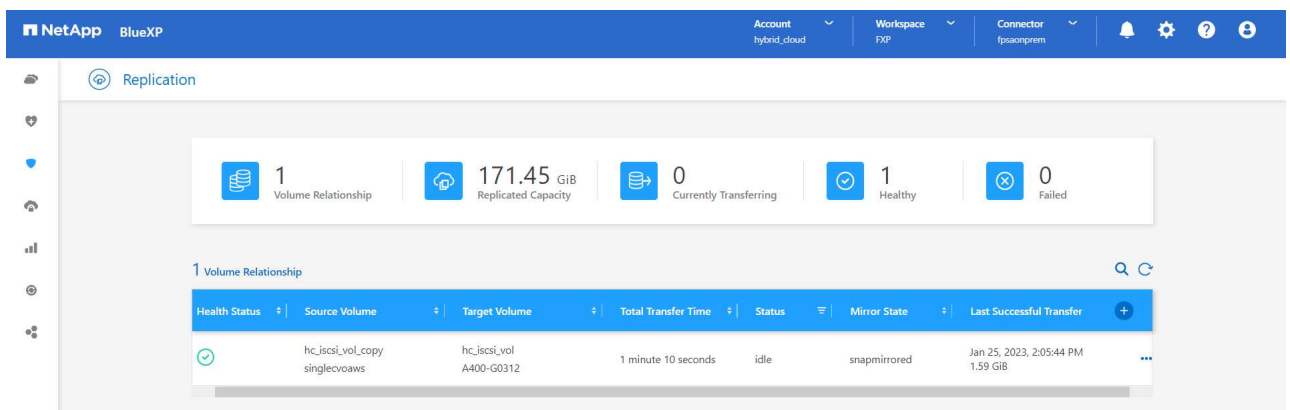 NetApp BlueXP
Account
hybrid_cloud
Workspace
FXP
Connector
fpsaonprem
Replication
1
Volume Relationship
171.45 GiB
Replicated Capacity
0
Currently Transferring
1
Healthy
0
Failed
1 Volume Relationship
Health Status Source Volume Target Volume Total Transfer Time Status Mirror State Last Successful Transfer
hc_iscsi_vol_copy
singlecvoaws
hc_iscsi_vol
A400-G0312
1 minute 10 seconds
idle
snapmirrored
Jan 25, 2023, 2:05:44 PM
1.59 GiB